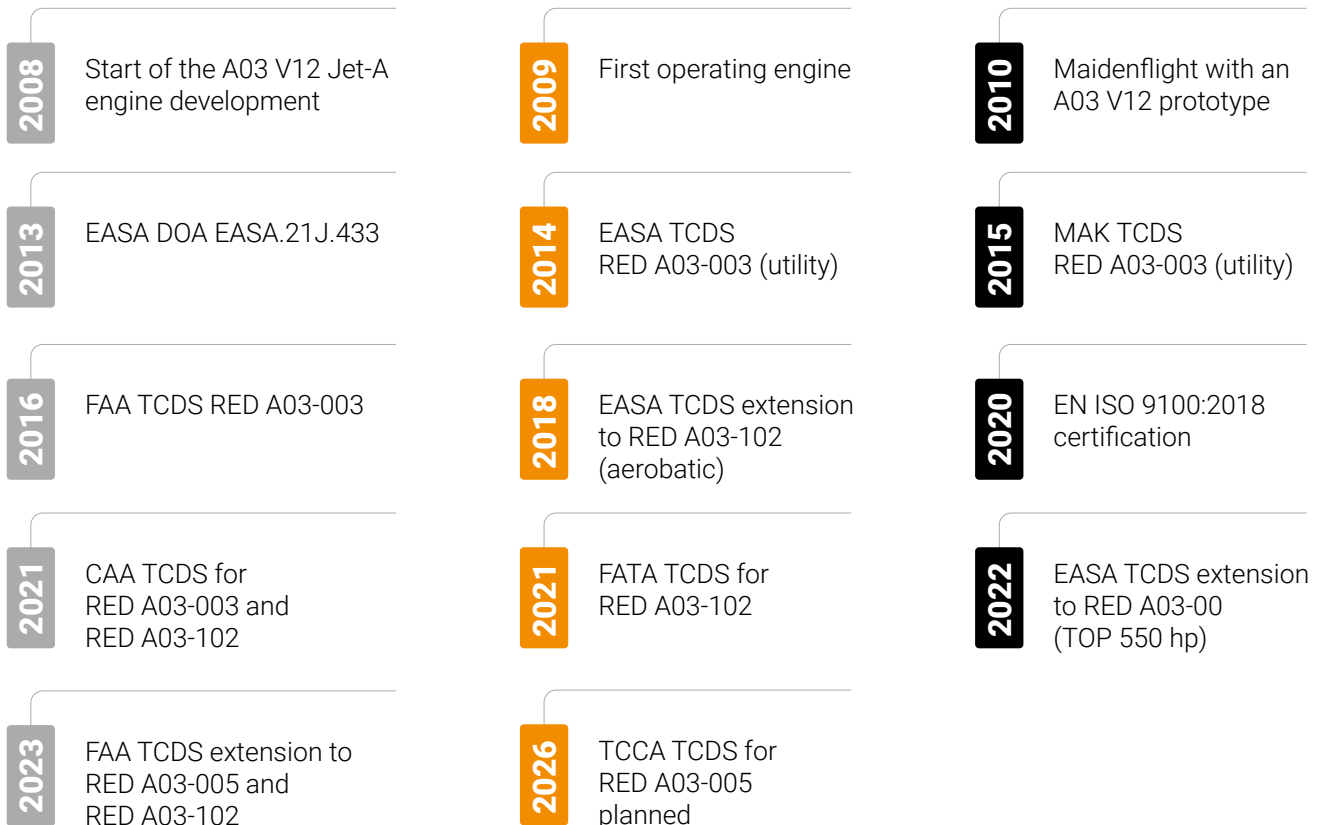 2008
Start of the A03 V12 Jet-A
engine development
2009
First operating engine
2010
Maidenflight with an
A03 V12 prototype
2013
EASA DOA EASA.21J.433
2014
EASA TCDS
RED A03-003 (utility)
2015
MAK TCDS
RED A03-003 (utility)
2016
FAA TCDS RED A03-003
2018
EASA TCDS extension
to RED A03-102
(aerobatic)
2020
EN ISO 9100:2018
certification
2021
CAA TCDS for
RED A03-003 and
RED A03-102
2021
FATA TCDS for
RED A03-102
2022
EASA TCDS extension
to RED A03-00
(TOP 550 hp)
2023
FAA TCDS extension to
RED A03-005 and
RED A03-102
2026
TCCA TCDS for
RED A03-005
planned